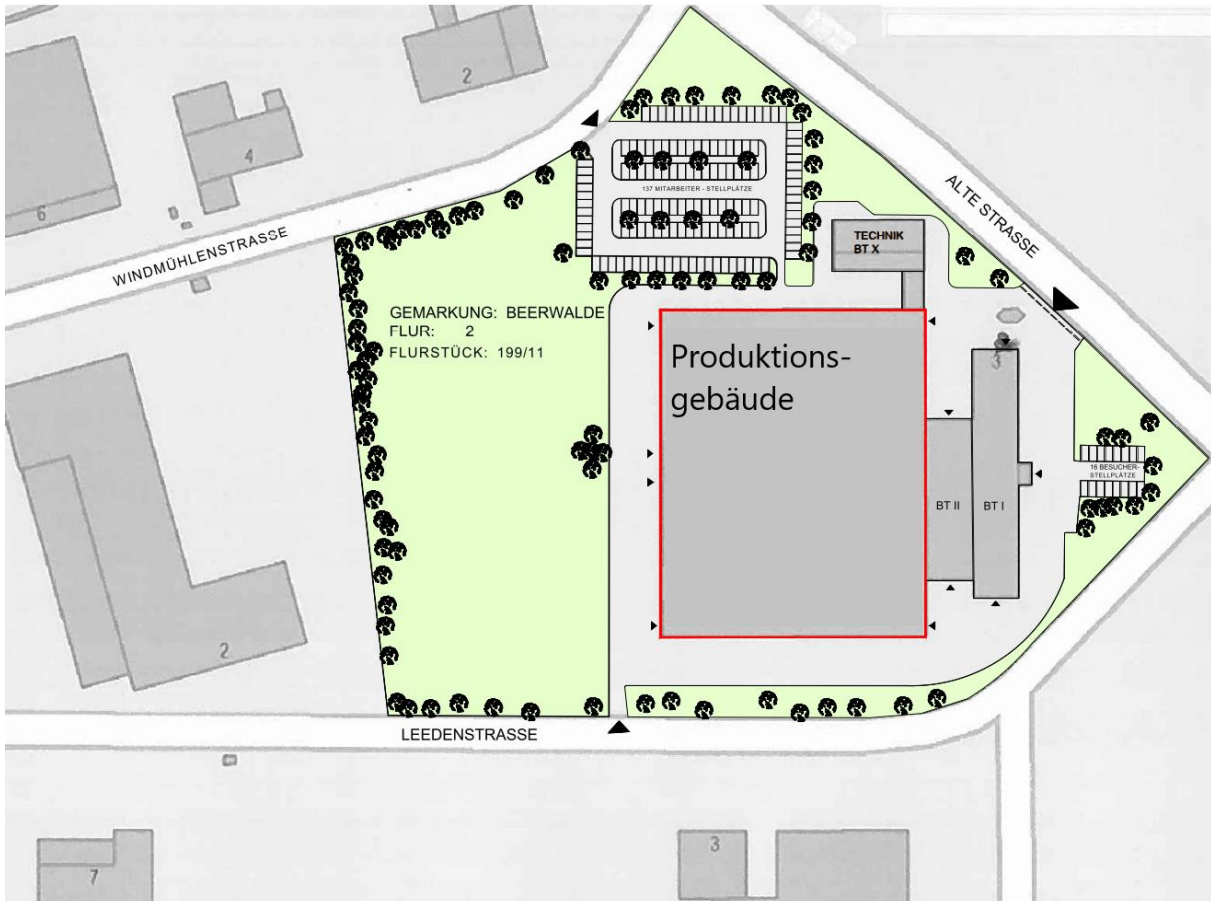 2
4
6
WINDMÜHLENSTRASSE
137 MITARBEITER - STELLPLÄTZE
ALTE STRASSE
TECHNIK
BT X
GEMARKUNG: BEERWALDE
FLUR: 2
FLURSTÜCK: 199/11
Produktions-
gebäude
3
16 BESUCHER-
STELLPLÄTZE
BT II
BT I
2
LEEDENSTRASSE
7
3